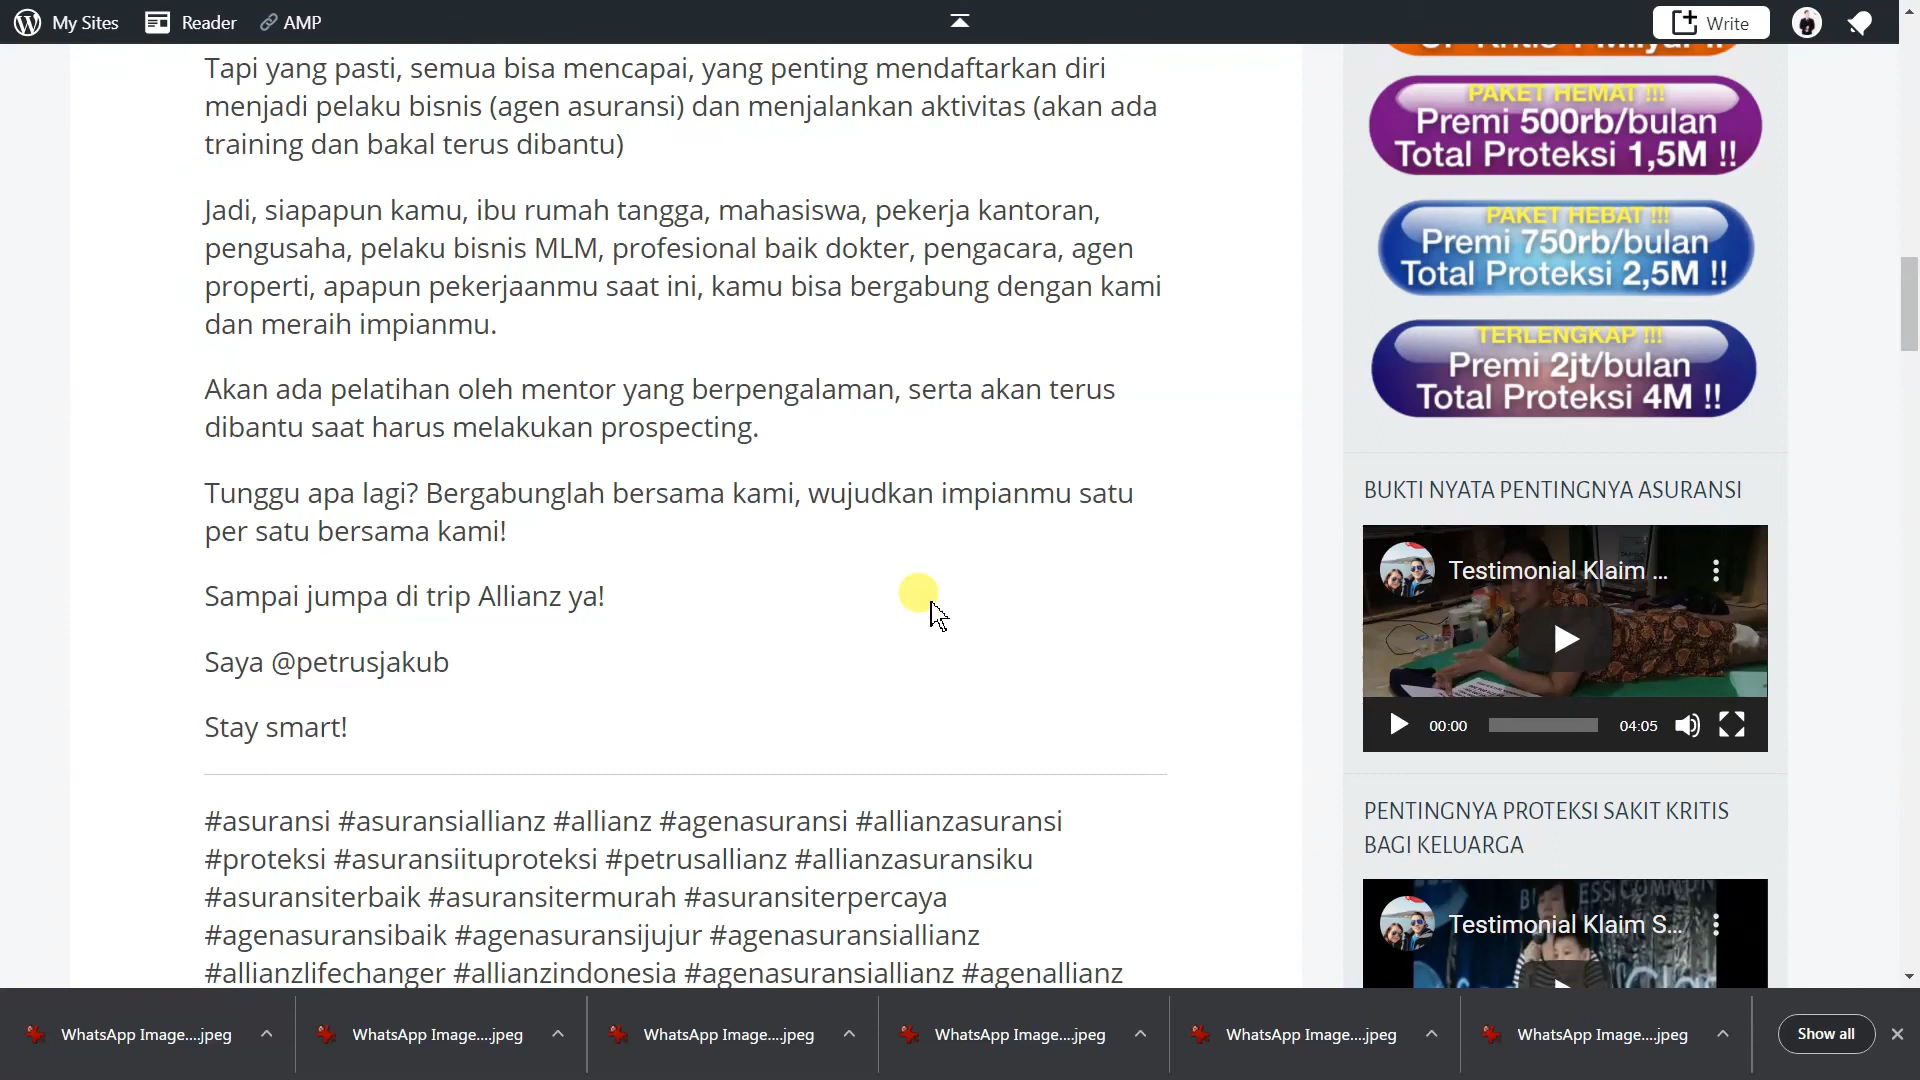 My Sites
Reader
AMP
Write
Tapi yang pasti, semua bisa mencapai, yang penting mendaftarkan diri
menjadi pelaku bisnis (agen asuransi) dan menjalankan aktivitas (akan ada
training dan bakal terus dibantu)
Jadi, siapapun kamu, ibu rumah tangga, mahasiswa, pekerja kantoran,
pengusaha, pelaku bisnis MLM, profesional baik dokter, pengacara, agen
properti, apapun pekerjaanmu saat ini, kamu bisa bergabung dengan kami
dan meraih impianmu.
Akan ada pelatihan oleh mentor yang berpengalaman, serta akan terus
dibantu saat harus melakukan prospecting.
Tunggu apa lagi? Bergabunglah bersama kami, wujudkan impianmu satu
per satu bersama kami!
Sampai jumpa di trip Allianz ya!
Saya @petrusjakub
Stay smart!
#asuransi #asuransiallianz #allianz #agenasuransi #allianzasuransi
#proteksi #asuransiituproteksi #petrusallianz #allianzasuransiku
#asuransiterbaik #asuransitermurah #asuransiterpercaya
#agenasuransibaik #agenasuransijujur #agenasuransiallianz
#allianzlifechanger #allianzindonesia #agenasuransiallianz #agenallianz
PAKET HEMAT !!!
Premi 500rb/bulan
Total Proteksi 1,5M !!
PAKET HEBAT !!!
Premi 750rb/bulan
Total Proteksi 2,5M !!
TERLENGKAP !!!
Premi 2jt/bulan
Total Proteksi 4M !!
BUKTI NYATA PENTINGNYA ASURANSI
Testimonial Klaim ...
00:00
04:05
PENTINGNYA PROTEKSI SAKIT KRITIS
BAGI KELUARGA
Testimonial Klaim S...
WhatsApp Image....jpeg
WhatsApp Image....jpeg
WhatsApp Image....jpeg
WhatsApp Image....jpeg
WhatsApp Image....jpeg
WhatsApp Image....jpeg
Show all